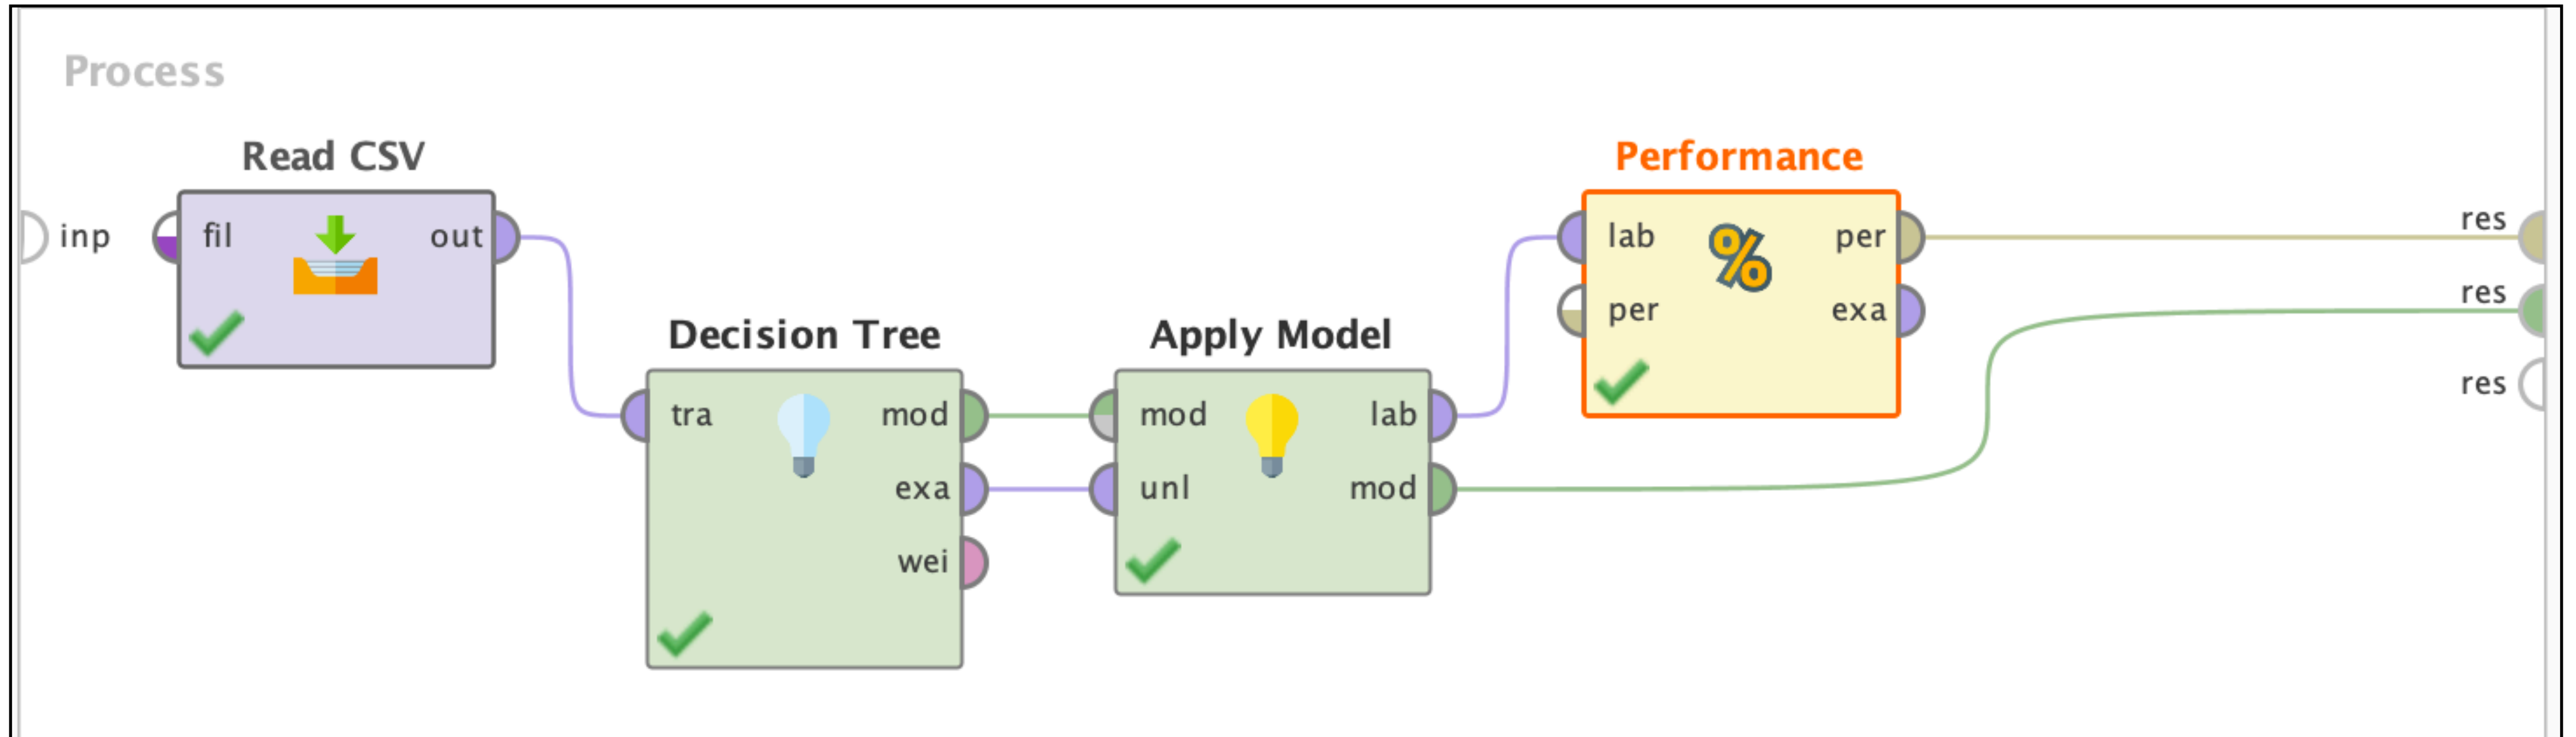 Process
Read CSV
inp
fil
out
Decision Tree
tra
mod
exa
wei
Apply Model
mod
unl
lab
mod
Performance
lab
per
per
exa
res
res
res